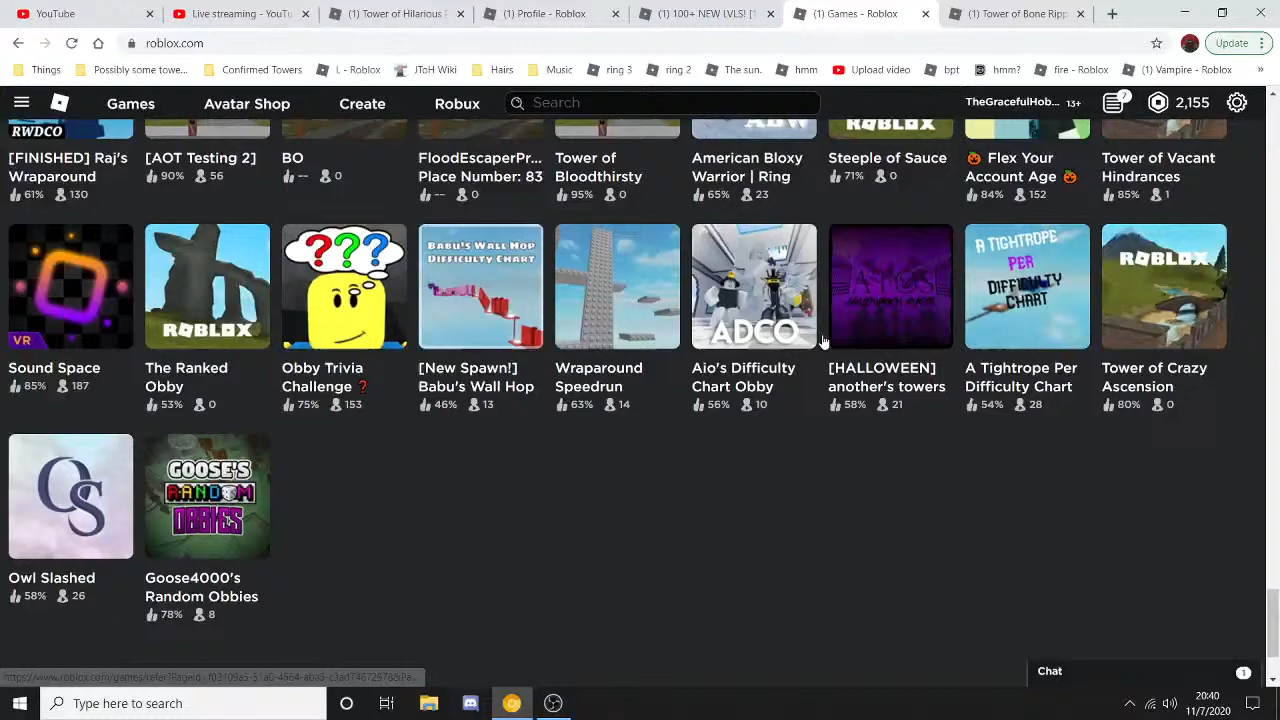 YouTube
Live streaming - YouTu
(1) Tower of Hilarious F
(1) Profile - Roblox
(1) 100+ NEW LVLS! [1
(1) Games - Roblox
(1) Tower of Bone Ripp
roblox.com
Update
Things
Possibly some towe...
Confirmed Towers
L - Roblox
JToH Wiki
Hairs
Music
ring 3
ring 2
The sun.
hmm
Upload video
bpt
hmm?
fire - Roblox
(1) Vampire - Roblox
»
Games
Avatar Shop
Create
Robux
Search
TheGracefulHob...
13+
7
2,155
RWDCO
ROBLOX
[FINISHED] Raj's Wraparound
[AOT Testing 2]
BO
FloodEscaperPr... Place Number: 83
Tower of Bloodthirsty
American Bloxy Warrior | Ring
Steeple of Sauce
🎃 Flex Your Account Age 🎃
Tower of Vacant Hindrances
61% 130
90% 56
-- 0
-- 0
95% 0
65% 23
71% 0
84% 152
85% 1
VR
ROBLOX
???
BABU'S WALL HOP
DIFFICULTY CHART
ADCO
A TIGHTROPE
PER
DIFFICULTY
CHART
ROBLOX
Sound Space
The Ranked Obby
Obby Trivia Challenge ❓
[New Spawn!] Babu's Wall Hop
Wraparound Speedrun
Aio's Difficulty Chart Obby
[HALLOWEEN] another's towers
A Tightrope Per Difficulty Chart
Tower of Crazy Ascension
85% 187
53% 0
75% 153
46% 13
63% 14
56% 10
58% 21
54% 28
80% 0
OS
GOOSE'S
RANDOM
OBBIES
Owl Slashed
Goose4000's Random Obbies
58% 26
78% 8
Chat
1
Type here to search
20:40
11/7/2020